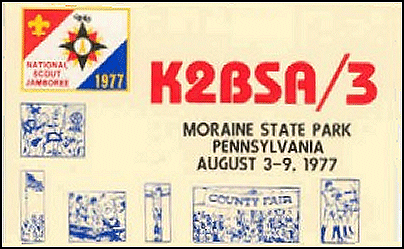 NATIONAL
SCOUT
JAMBOREE
1977
K2BSA/3
MORAINE STATE PARK
PENNSYLVANIA
AUGUST 3-9, 1977
COUNTY FAIR